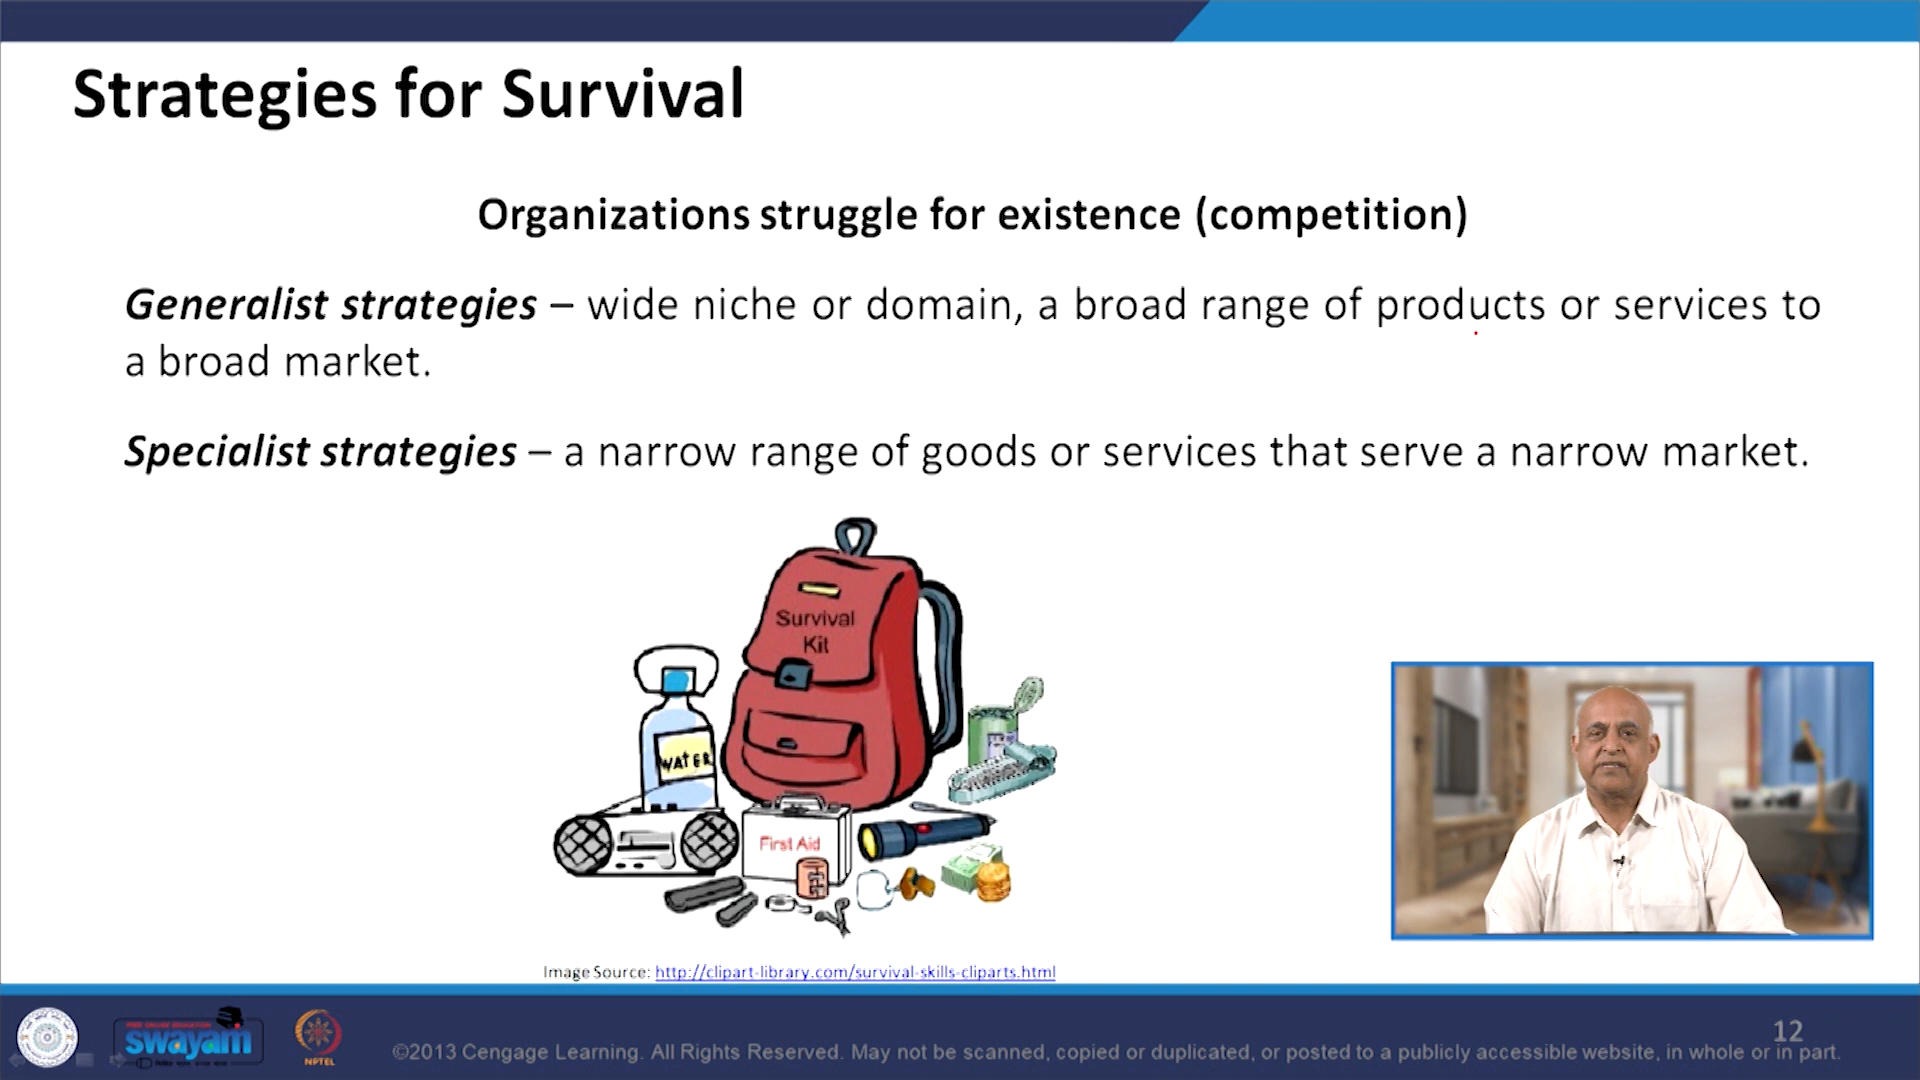 Strategies for Survival
Organizations struggle for existence (competition)
Generalist strategies – wide niche or domain, a broad range of products or services to
a broad market.
Specialist strategies – a narrow range of goods or services that serve a narrow market.
Survival
Kit
WATER
First Aid
Image Source: http://clipart-library.com/survival-skills-cliparts.html
FREE ONLINE EDUCATION
swayam
NPTEL
12
©2013 Cengage Learning. All Rights Reserved. May not be scanned, copied or duplicated, or posted to a publicly accessible website, in whole or in part.